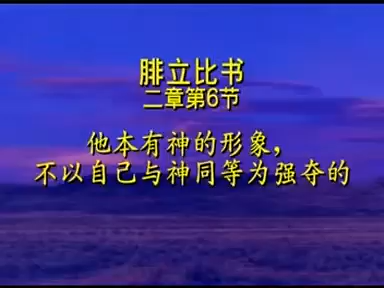 腓立比书
二章第6节
他本有神的形象，
不以自己与神同等为强夺的